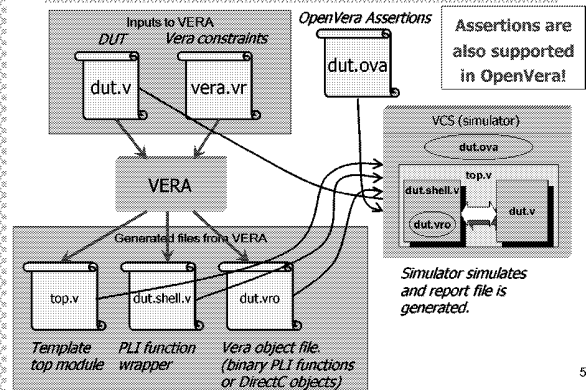 Inputs to VERA
DUT
Vera constraints
dut.v
vera.vr
OpenVera Assertions
dut.ova
Assertions are
also supported
in OpenVera!
VERA
VCS (simulator)
dut.ova
top.v
dut.shell.v
dut.vro
dut.v
Simulator simulates
and report file is
generated.
Generated files from VERA
top.v
dut.shell.v
dut.vro
Template
top module
PLI function
wrapper
Vera object file.
(binary PLI functions
or DirectC objects)
5